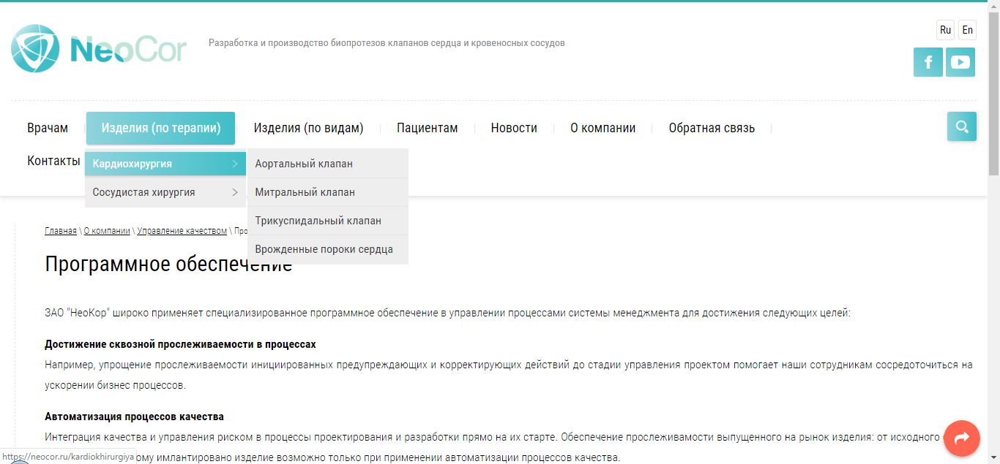 NeoCor
Разработка и производство биопротезов клапанов сердца и кровеносных сосудов
Ru En
f
Врачам Изделия (по терапии) Изделия (по видам) Пациентам Новости О компании Обратная связь
Контакты
Кардиохирургия >
Сосудистая хирургия >
Аортальный клапан
Митральный клапан
Трикуспидальный клапан
Врожденные пороки сердца
Главная \ О компании \ Управление качеством \ Про
Программное обеспечение
ЗАО "НеоКор" широко применяет специализированное программное обеспечение в управлении процессами системы менеджмента для достижения следующих целей:
Достижение сквозной прослеживаемости в процессах
Например, упрощение прослеживаемости инициированных предупреждающих и корректирующих действий до стадии управления проектом помогает наши сотрудникам сосредоточиться на
ускорении бизнес процессов.
Автоматизация процессов качества
Интеграция качества и управления риском в процессы проектирования и разработки прямо на их старте. Обеспечение прослеживамости выпущенного на рынок изделия: от исходного
ому имлантировано изделие возможно только при применении автоматизации процессов качества.
https://neocor.ru/kardiokhirurgiya